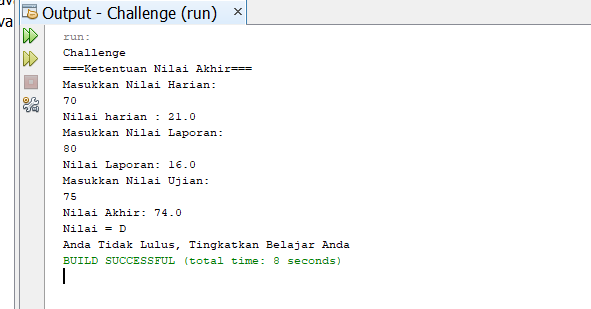 va
Output - Challenge (run) ×
run:
Challenge
===Ketentuan Nilai Akhir===
Masukkan Nilai Harian:
70
Nilai harian : 21.0
Masukkan Nilai Laporan:
80
Nilai Laporan: 16.0
Masukkan Nilai Ujian:
75
Nilai Akhir: 74.0
Nilai = D
Anda Tidak Lulus, Tingkatkan Belajar Anda
BUILD SUCCESSFUL (total time: 8 seconds)